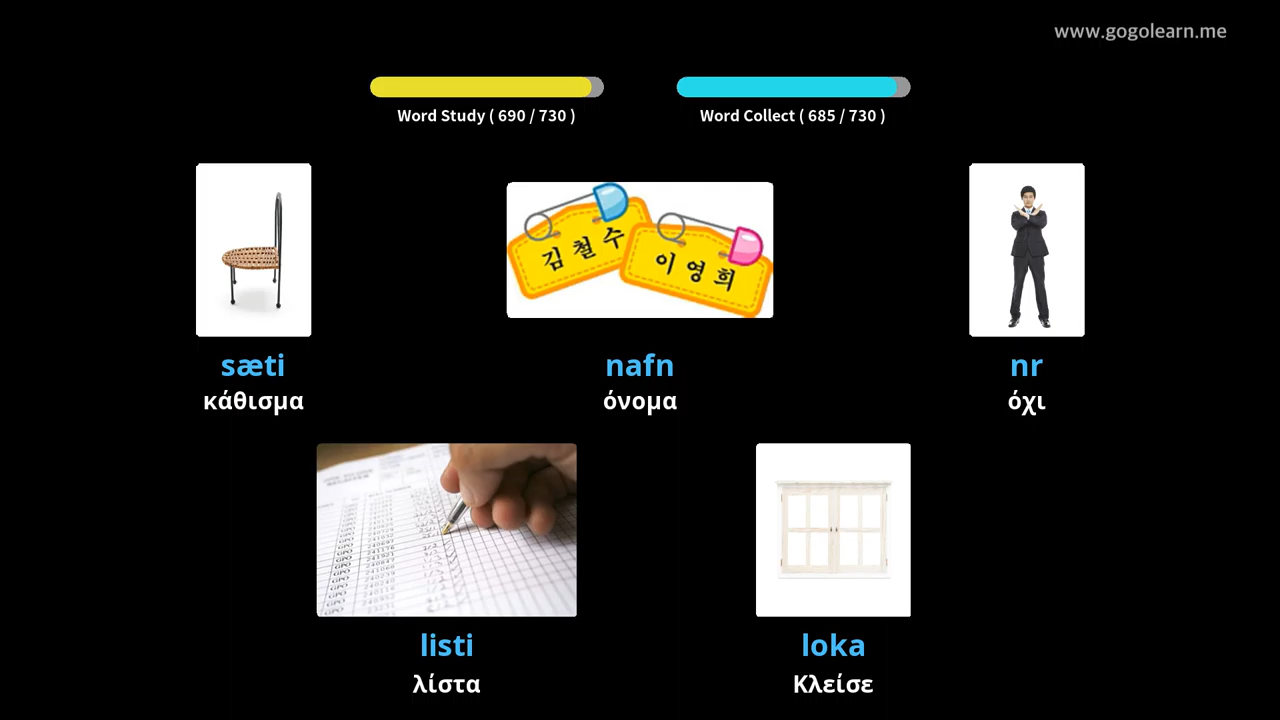 www.gogolearn.me
Word Study ( 690 / 730 )
Word Collect ( 685 / 730 )
김철수
이영희
sæti
κάθισμα
nafn
όνομα
nr
όχι
listi
λίστα
loka
Κλείσε